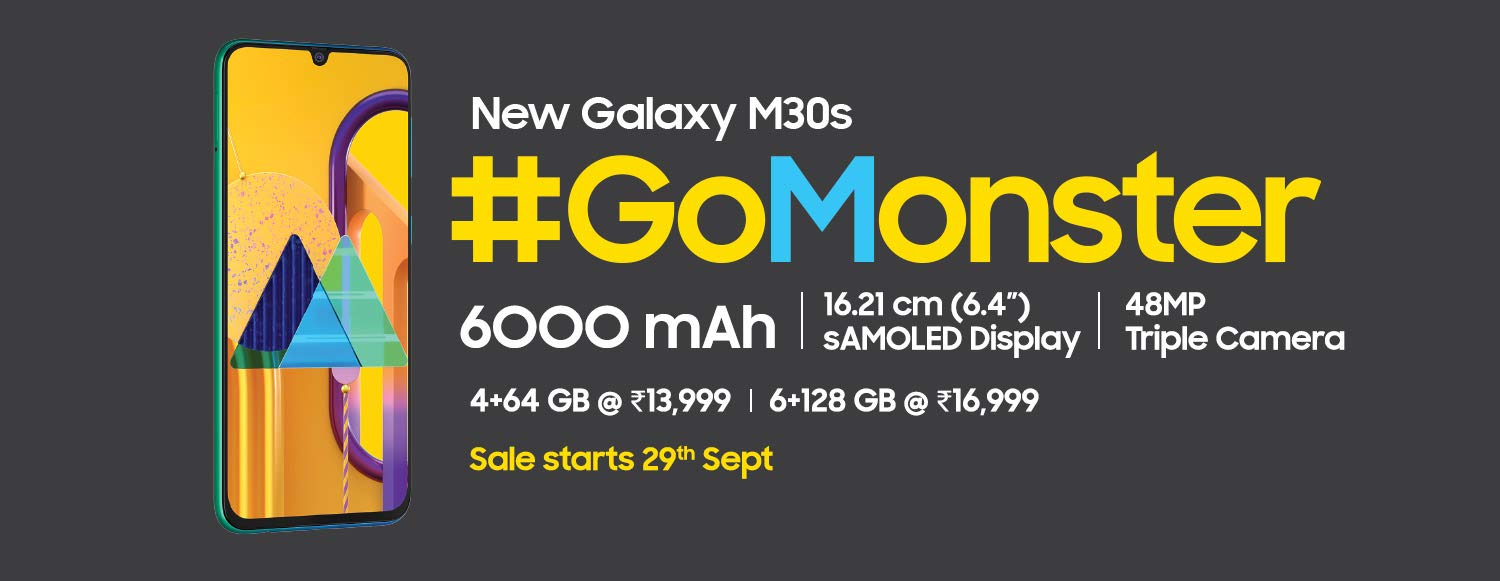 New Galaxy M30s
#GoMonster
6000 mAh
16.21 cm (6.4”)
sAMOLED Display
48MP
Triple Camera
4+64 GB @ ₹13,999 | 6+128 GB @ ₹16,999
Sale starts 29th Sept